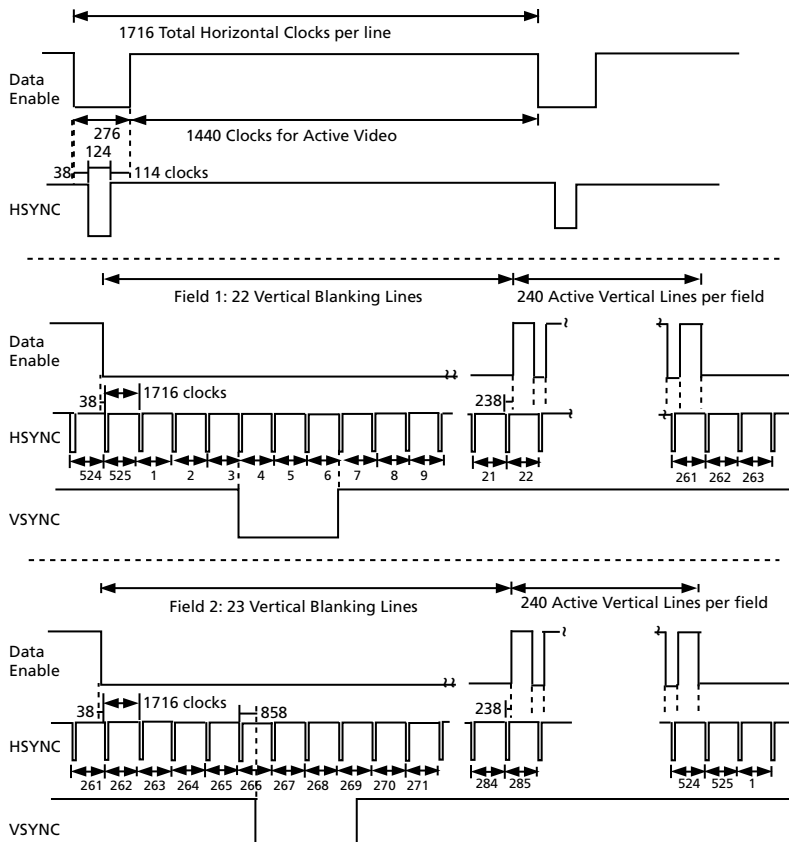 1716 Total Horizontal Clocks per line
Data
Enable
276
1440 Clocks for Active Video
124
38
114 clocks
HSYNC
Field 1: 22 Vertical Blanking Lines
240 Active Vertical Lines per field
Data
Enable
1716 clocks
38
238
HSYNC
524 525 1 2 3 4 5 6 7 8 9 21 22 261 262 263
VSYNC
Field 2: 23 Vertical Blanking Lines
240 Active Vertical Lines per field
Data
Enable
1716 clocks
38
858
238
HSYNC
261 262 263 264 265 266 267 268 269 270 271 284 285 524 525 1
VSYNC